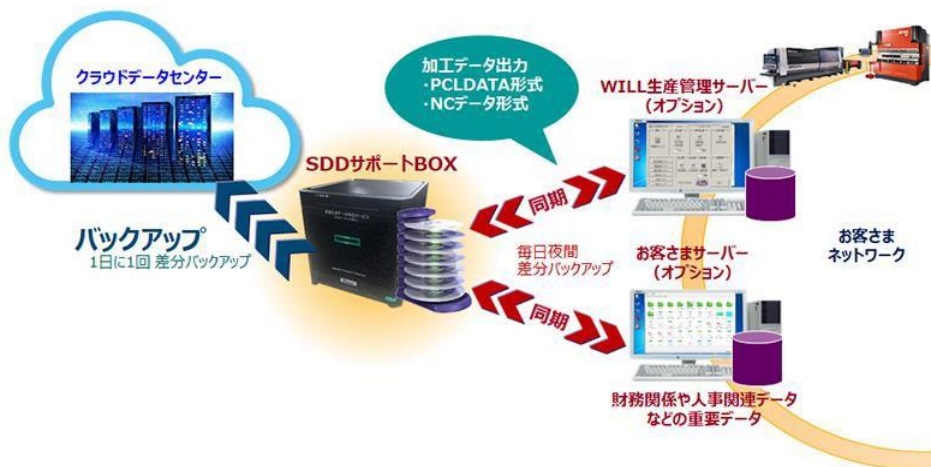 クラウドデータセンター
加工データ出力
・PCLDATA形式
・NCデータ形式
WILL生産管理サーバー
(オプション)
SDDサポートBOX
同期
バックアップ
1日に1回 差分バックアップ
毎日夜間
差分バックアップ
お客さまサーバー
(オプション)
お客さま
ネットワーク
同期
財務関係や人事関連データ
などの重要データ